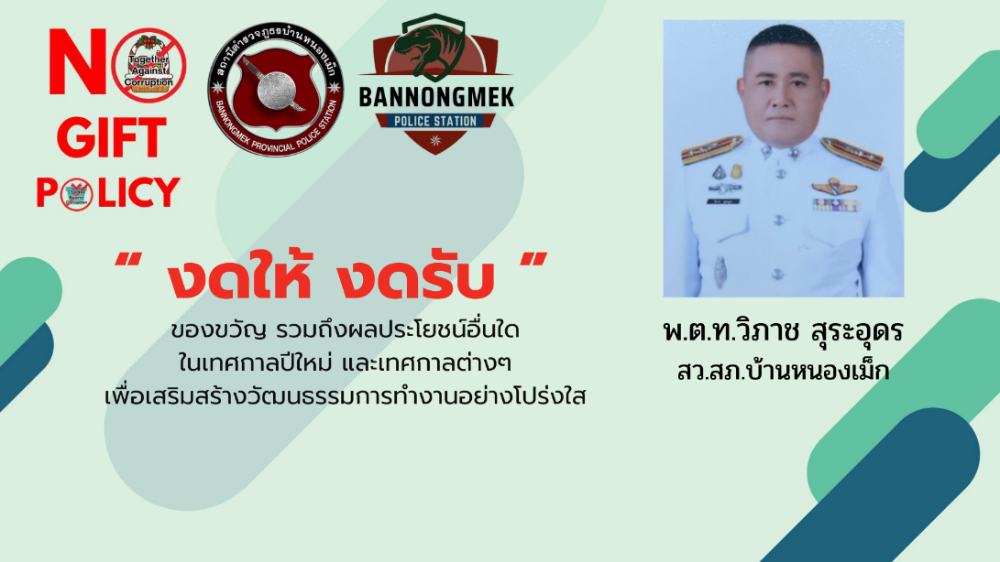 NO
Together
Against
Corruption
GIFT
POLICY
สถานีตำรวจภูธรบ้านหนองเม็ก
BANNONGMEK PROVINCIAL POLICE STATION
BANNONGMEK
POLICE STATION
“ งดให้ งดรับ ”
ของขวัญ รวมถึงผลประโยชน์อื่นใด
ในเทศกาลปีใหม่ และเทศกาลต่างๆ
เพื่อเสริมสร้างวัฒนธรรมการทำงานอย่างโปร่งใส
พ.ต.ท.วิภาช สุระอุดร
สว.สภ.บ้านหนองเม็ก